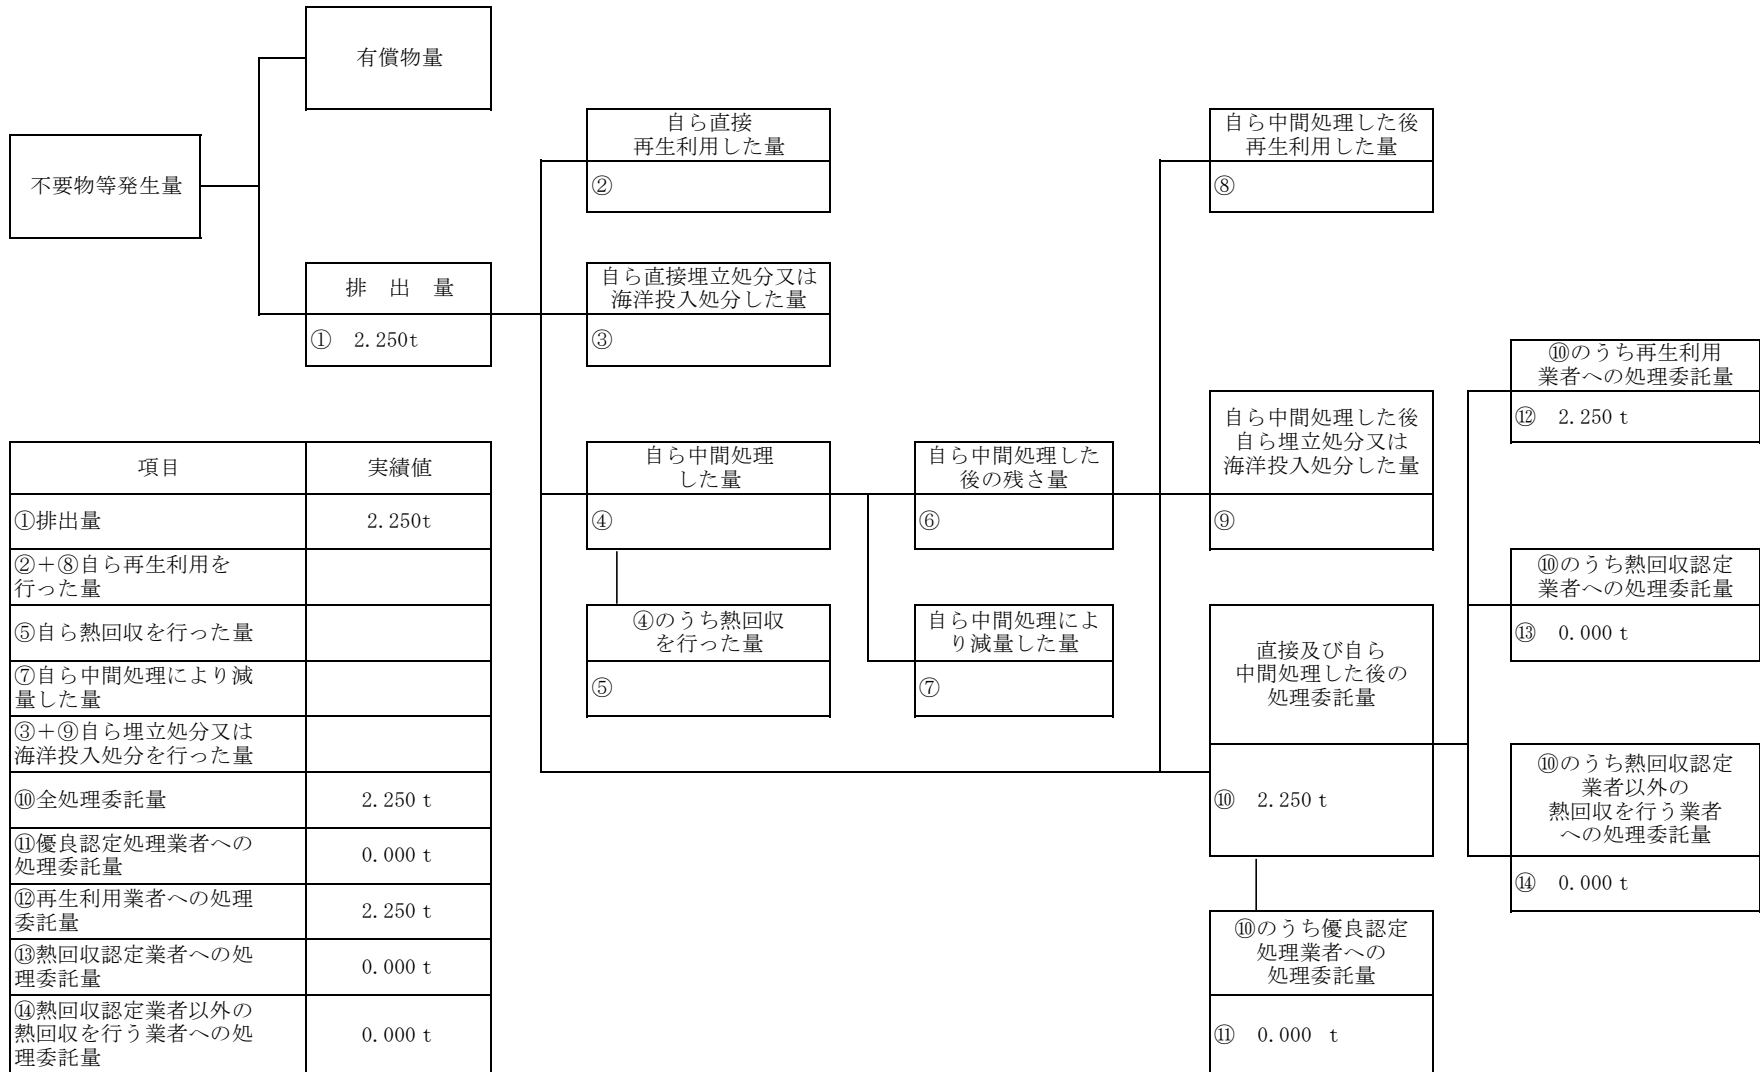 有償物量
不要物等発生量
排　出　量
①　2.250t
自ら直接
再生利用した量
②
自ら直接埋立処分又は
海洋投入処分した量
③
自ら中間処理
した量
④
④のうち熱回収
を行った量
⑤
自ら中間処理した
後の残さ量
⑥
自ら中間処理によ
り減量した量
⑦
自ら中間処理した後
再生利用した量
⑧
自ら中間処理した後
自ら埋立処分又は
海洋投入処分した量
⑨
直接及び自ら
中間処理した後の
処理委託量
⑩　2.250 t
⑩のうち優良認定
処理業者への
処理委託量
⑪　0.000　t
⑩のうち再生利用
業者への処理委託量
⑫　2.250 t
⑩のうち熱回収認定
業者への処理委託量
⑬　0.000 t
⑩のうち熱回収認定
業者以外の
熱回収を行う業者
への処理委託量
⑭　0.000 t
項目　実績値
①排出量　2.250t
②＋⑧自ら再生利用を
行った量
⑤自ら熱回収を行った量
⑦自ら中間処理により減
量した量
③＋⑨自ら埋立処分又は
海洋投入処分を行った量
⑩全処理委託量　2.250 t
⑪優良認定処理業者への
処理委託量　0.000 t
⑫再生利用業者への処理
委託量　2.250 t
⑬熱回収認定業者への処
理委託量　0.000 t
⑭熱回収認定業者以外の
熱回収を行う業者への処
理委託量　0.000 t